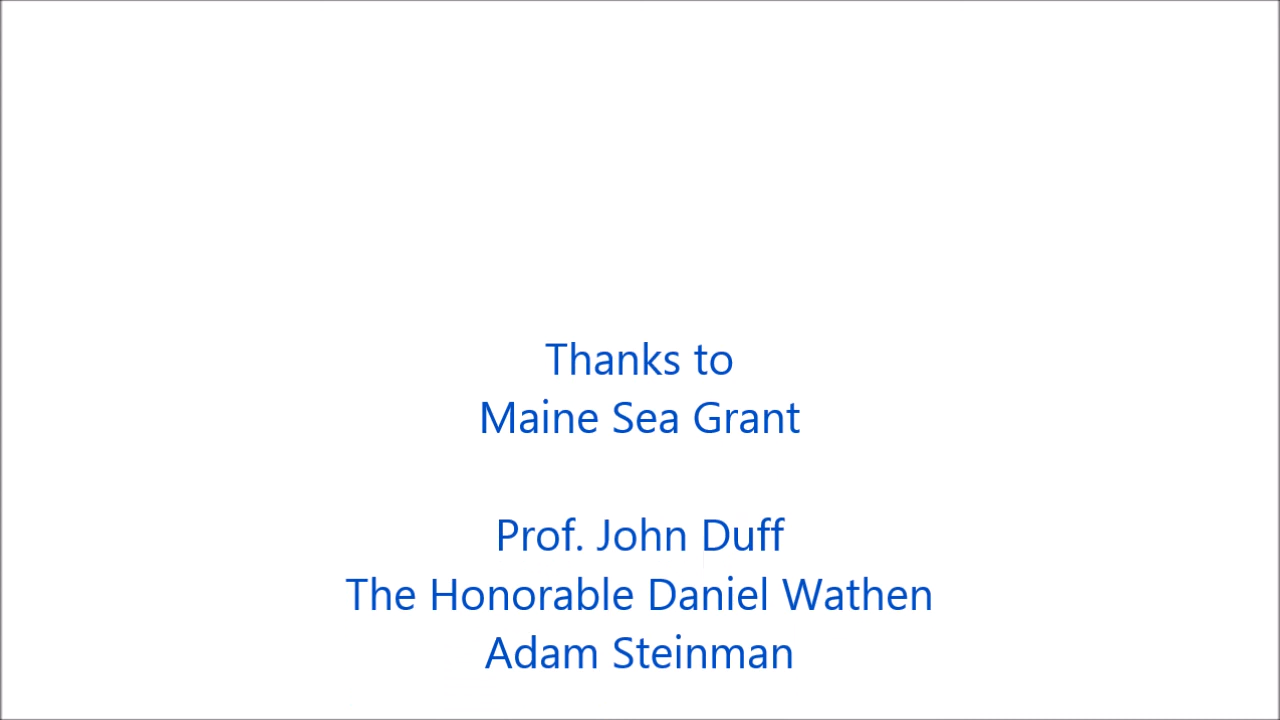 Thanks to
Maine Sea Grant
Prof. John Duff
The Honorable Daniel Wathen
Adam Steinman